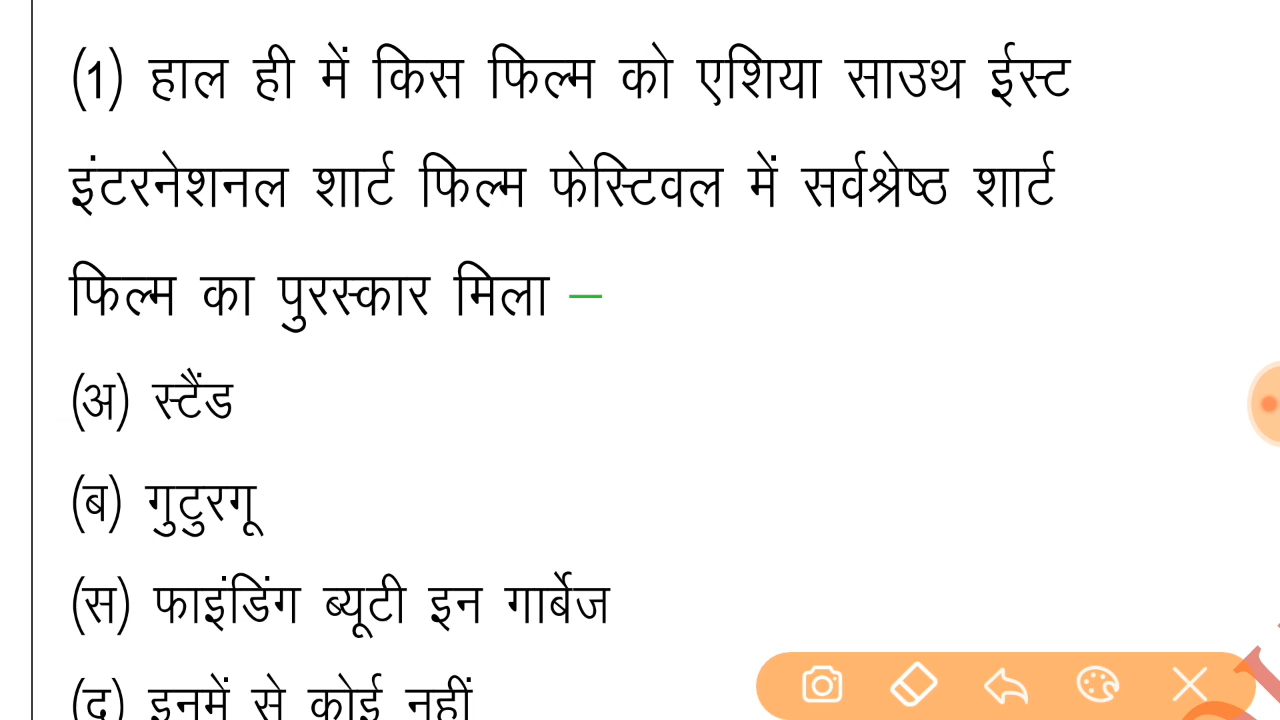 (1) हाल ही में किस फिल्म को एशिया साउथ ईस्ट
इंटरनेशनल शार्ट फिल्म फेस्टिवल में सर्वश्रेष्ठ शार्ट
फिल्म का पुरस्कार मिला –
(अ) स्टैंड
(ब) गुटुरगू
(स) फाइंडिंग ब्यूटी इन गार्बेज
(द) इनमें से कोई नहीं